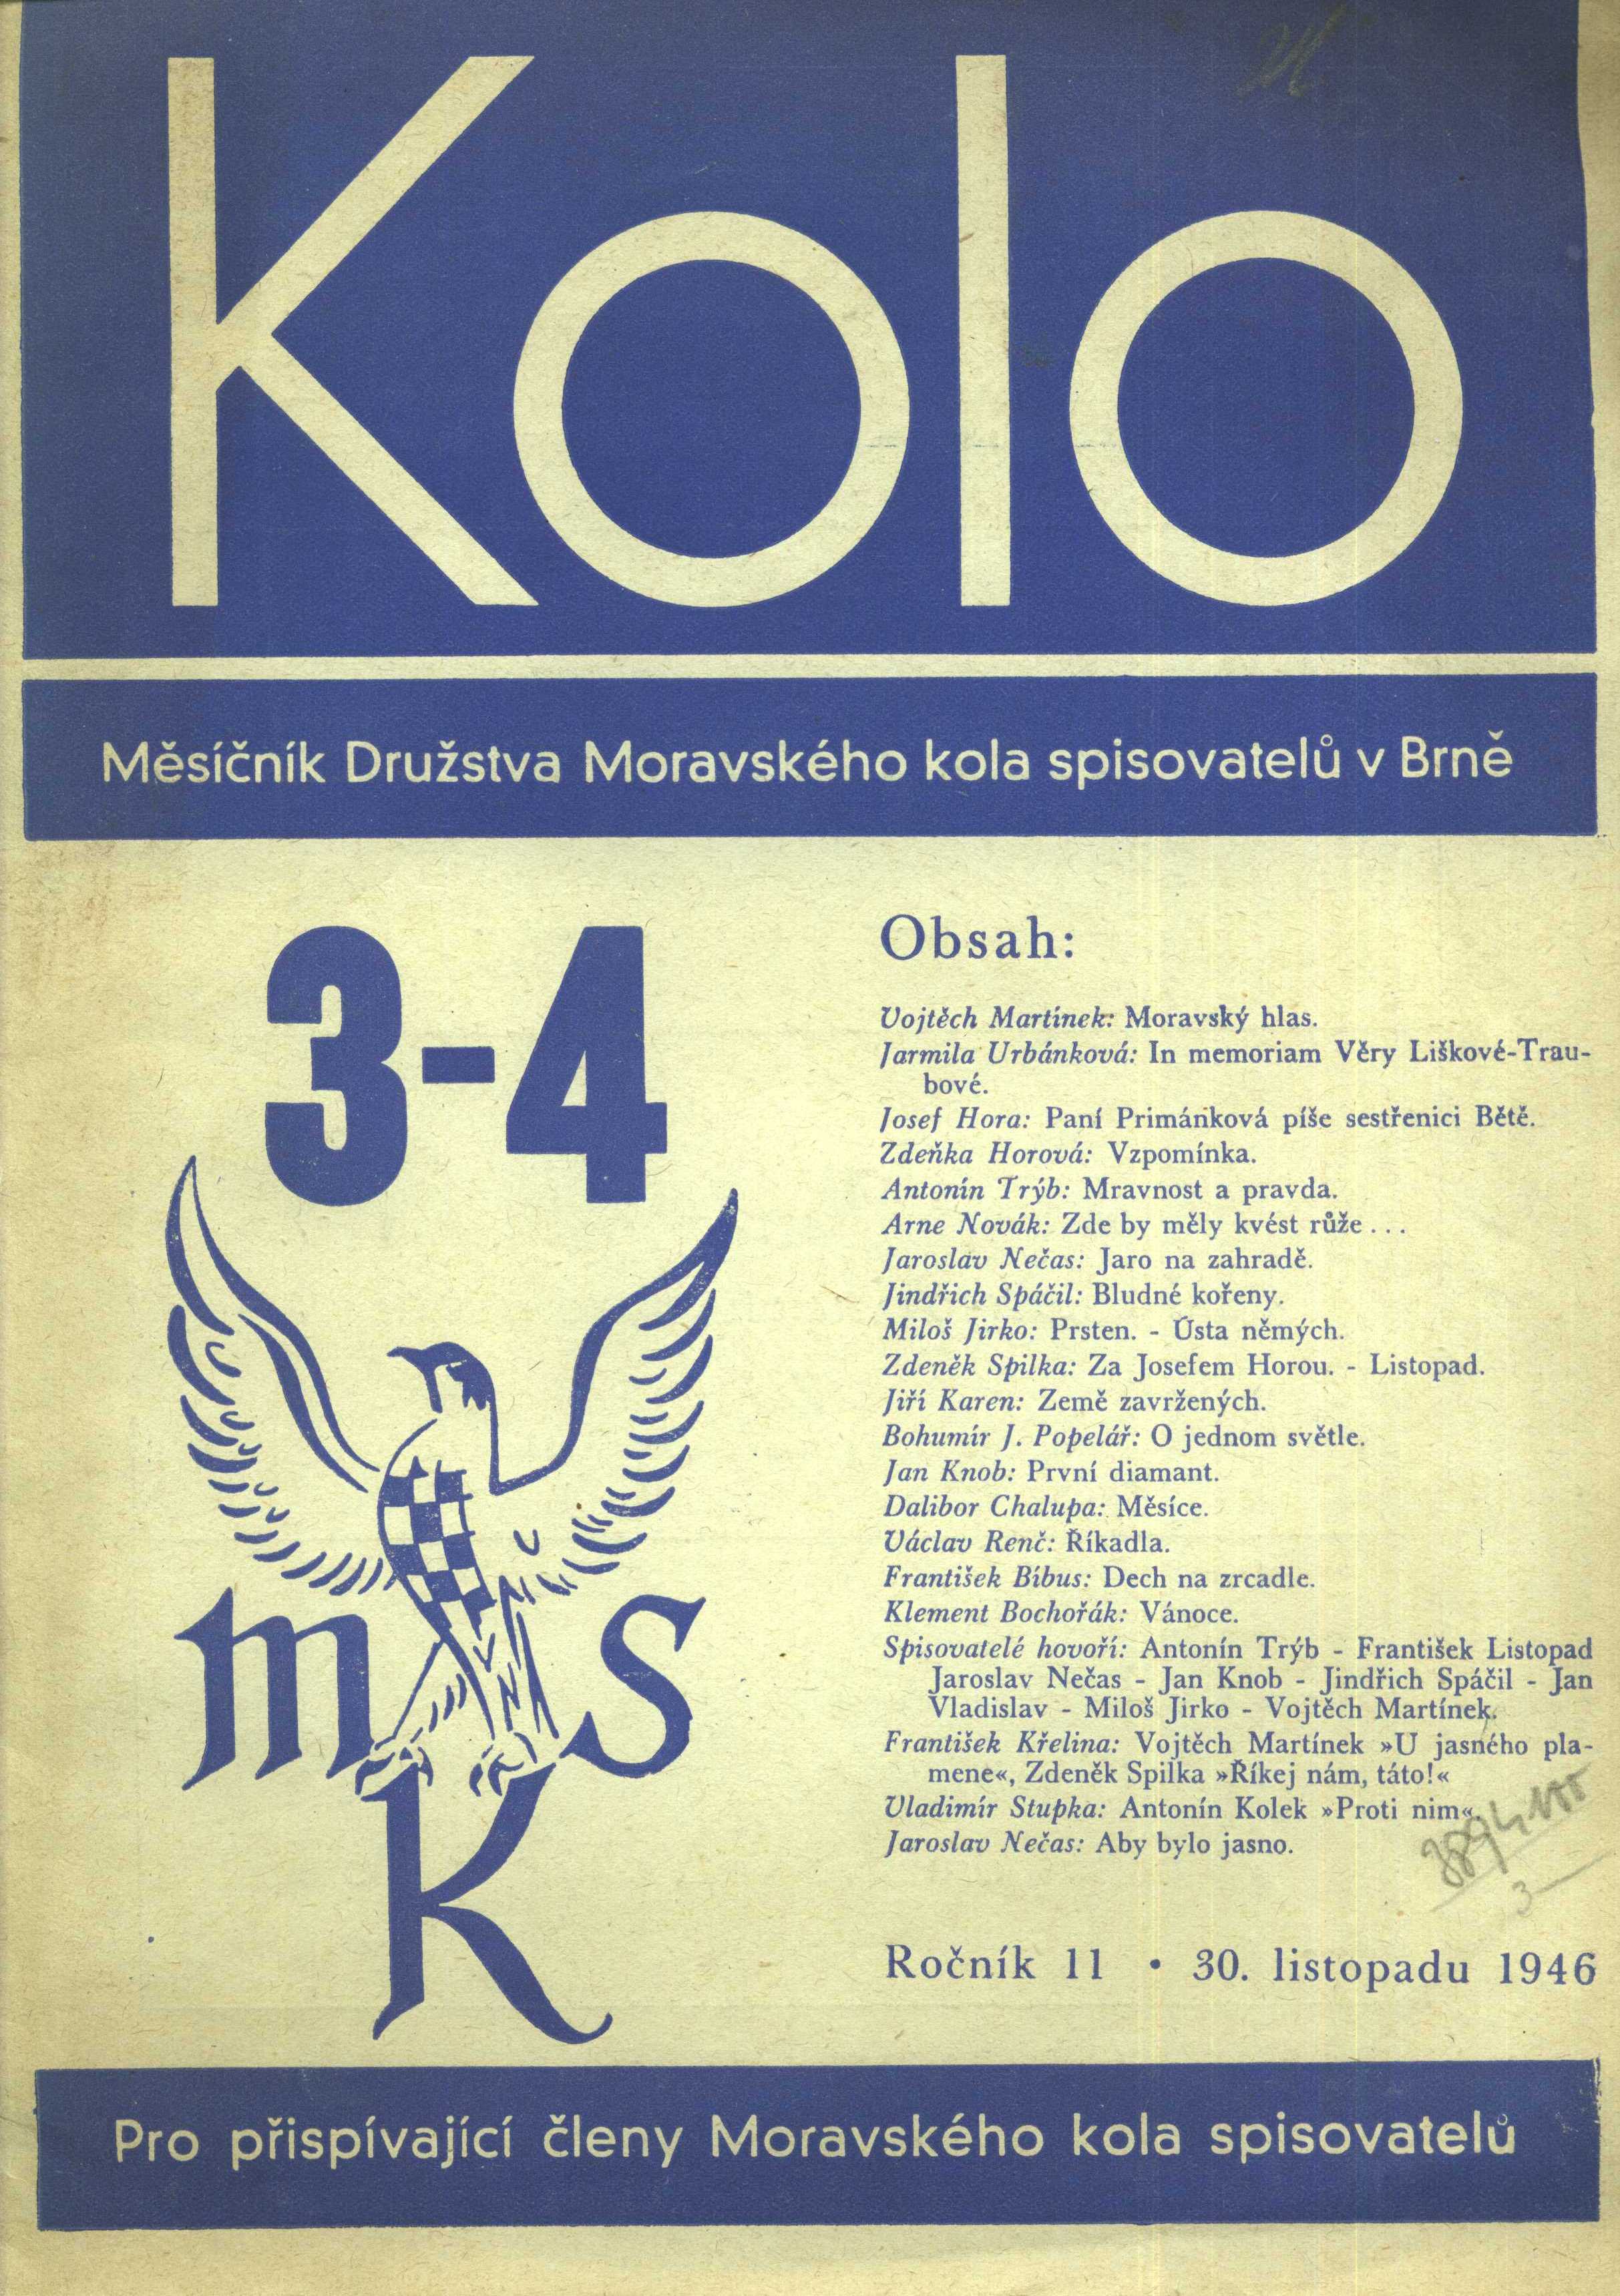 Kolo
Měsíčník Družstva Moravského kola spisovatelů v Brně
3-4
m S
K
Obsah:
Vojtěch Martínek: Moravský hlas.
Jarmila Urbánková: In memoriam Věry Liškové-Trau-
bové.
Josef Hora: Paní Primánková píše sestřenici Bětě.
Zdeňka Horová: Vzpomínka.
Antonín Trýb: Mravnost a pravda.
Arne Novák: Zde by měly kvést růže . . .
Jaroslav Nečas: Jaro na zahradě.
Jindřich Spáčil: Bludné kořeny.
Miloš Jirko: Prsten. - Ústa němých.
Zdeněk Spilka: Za Josefem Horou. - Listopad.
Jiří Karen: Země zavržených.
Bohumír J. Popelář: O jednom světle.
Jan Knob: První diamant.
Dalibor Chalupa: Měsíce.
Václav Renč: Říkadla.
František Bíbus: Dech na zrcadle.
Klement Bochořák: Vánoce.
Spisovatelé hovoří: Antonín Trýb - František Listopad
Jaroslav Nečas - Jan Knob - Jindřich Spáčil - Jan
Vladislav - Miloš Jirko - Vojtěch Martínek.
František Křelina: Vojtěch Martínek »U jasného pla-
mene«, Zdeněk Spilka »Říkej nám, táto!«
Vladimír Stupka: Antonín Kolek »Proti nim«.
Jaroslav Nečas: Aby bylo jasno.
3
Ročník 11 • 30. listopadu 1946
Pro přispívající členy Moravského kola spisovatelů